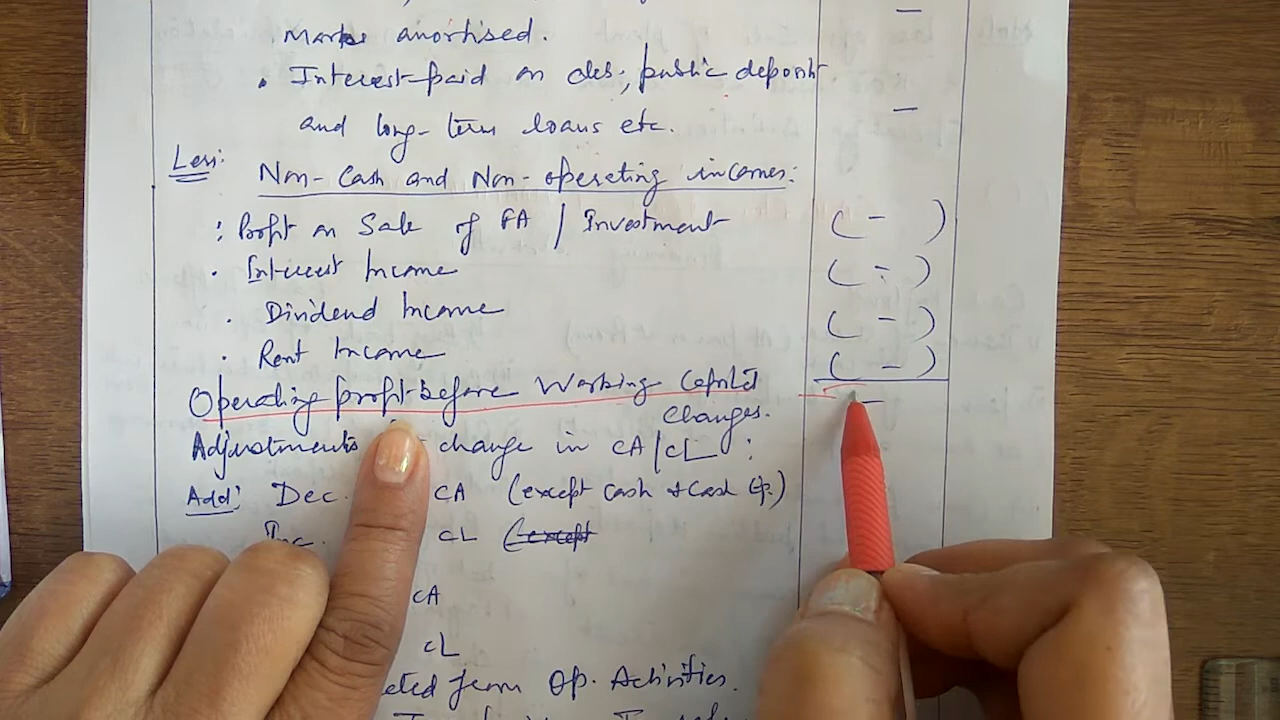 Marks amortised.
• Interest paid on deb., public deposit
and long-term loans etc.
Less: Non-Cash and Non-operating incomes:
: Profit on Sale of FA / Investment ( - )
• Interest Income ( - )
• Dividend Income ( - )
• Rent Income ( - )
Operating profit before Working Capital
changes.
Adjustments change in CA/CL :
Add: Dec. CA (except cash & Cash Eq.)
Inc. CL
CA
CL
Op. Activities.